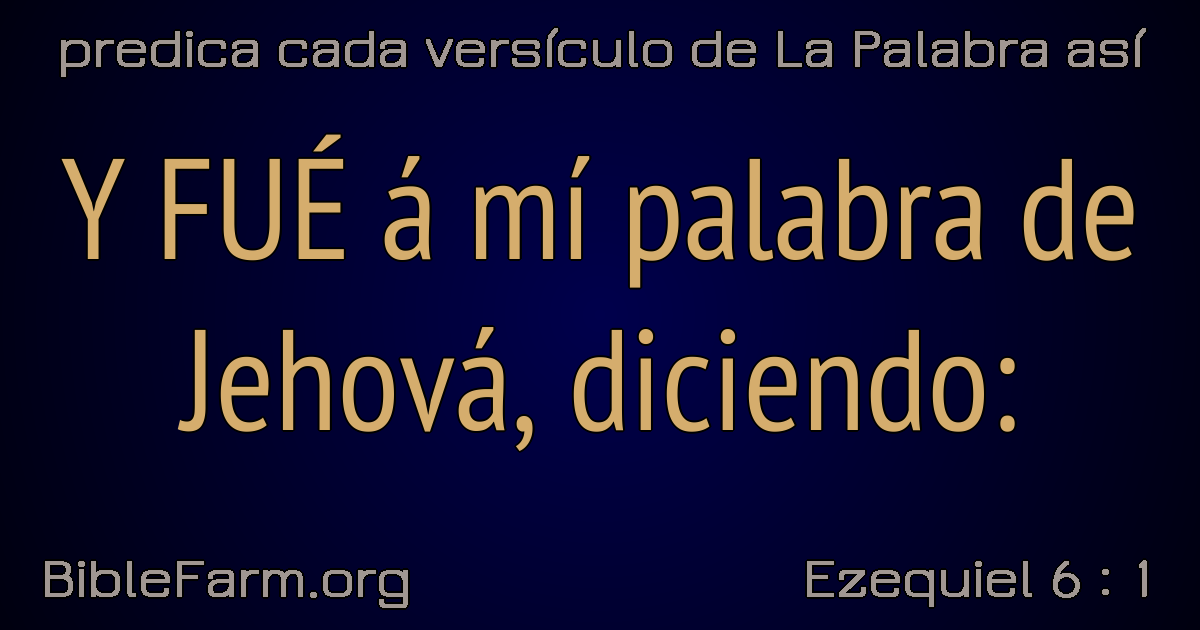 predica cada versículo de La Palabra así
Y FUÉ á mí palabra de
Jehová, diciendo:
BibleFarm.org
Ezequiel 6 : 1